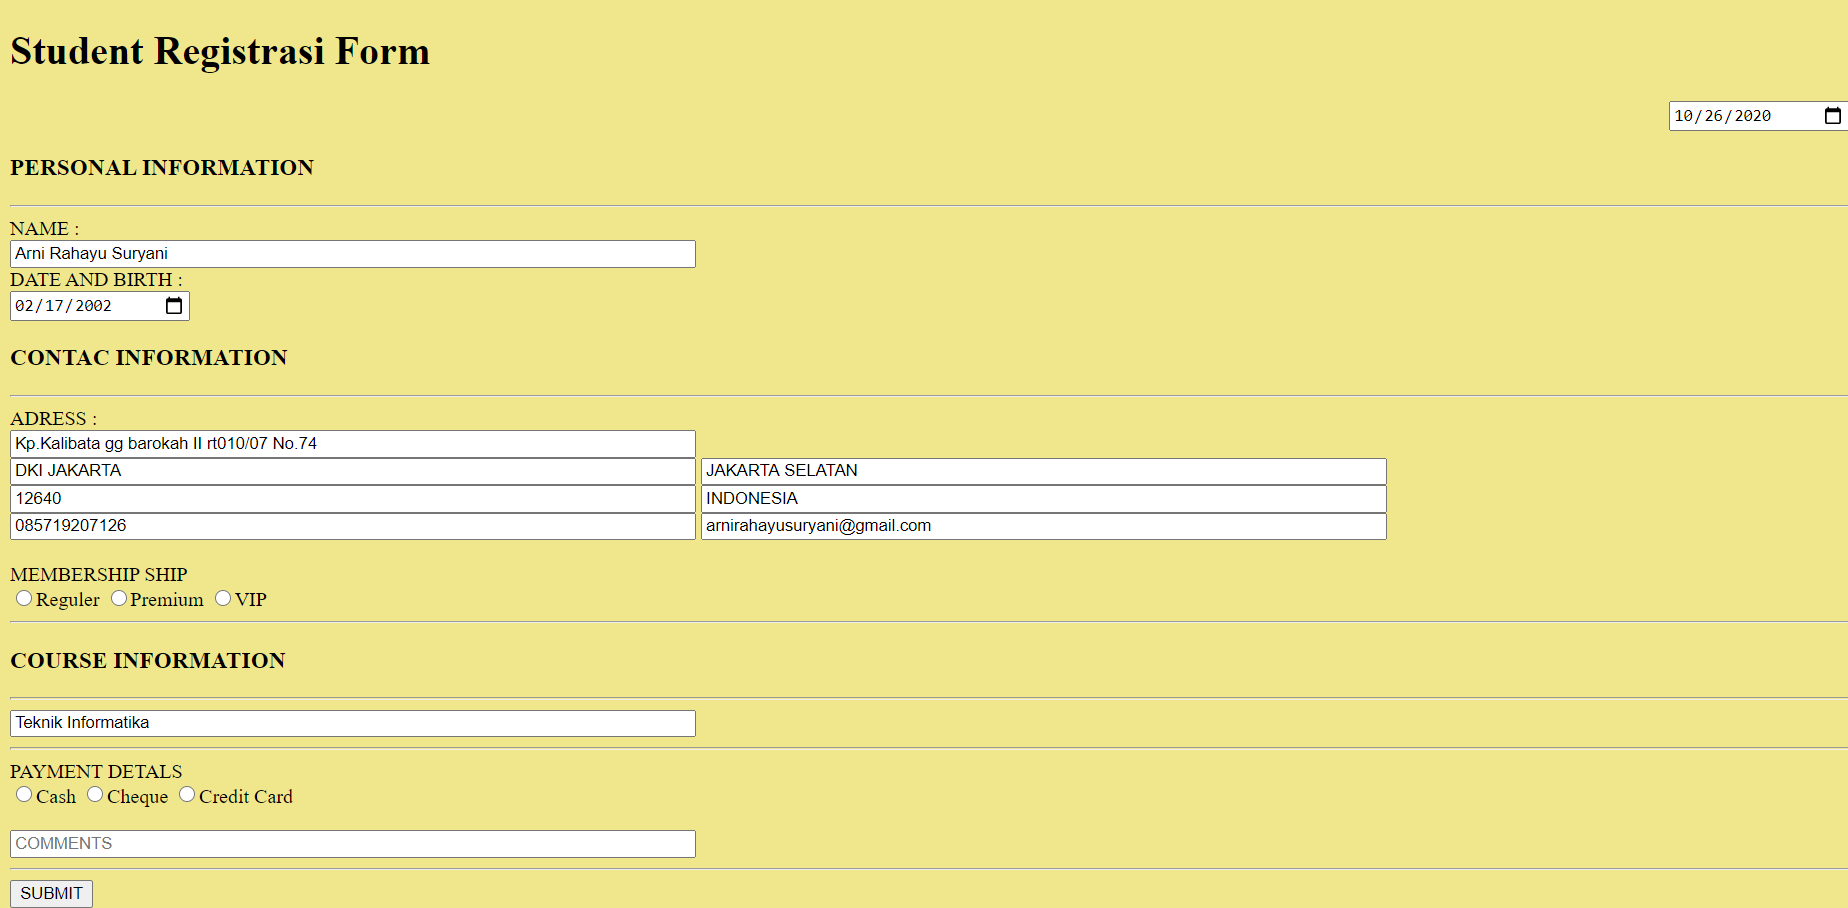 Student Registrasi Form
10/26/2020
PERSONAL INFORMATION
NAME :
Arni Rahayu Suryani
DATE AND BIRTH :
02/17/2002
CONTAC INFORMATION
ADRESS :
Kp.Kalibata gg barokah II rt010/07 No.74
DKI JAKARTA JAKARTA SELATAN
12640 INDONESIA
085719207126 arnirahayusuryani@gmail.com
MEMBERSHIP SHIP
Reguler Premium VIP
COURSE INFORMATION
Teknik Informatika
PAYMENT DETALS
Cash Cheque Credit Card
COMMENTS
SUBMIT